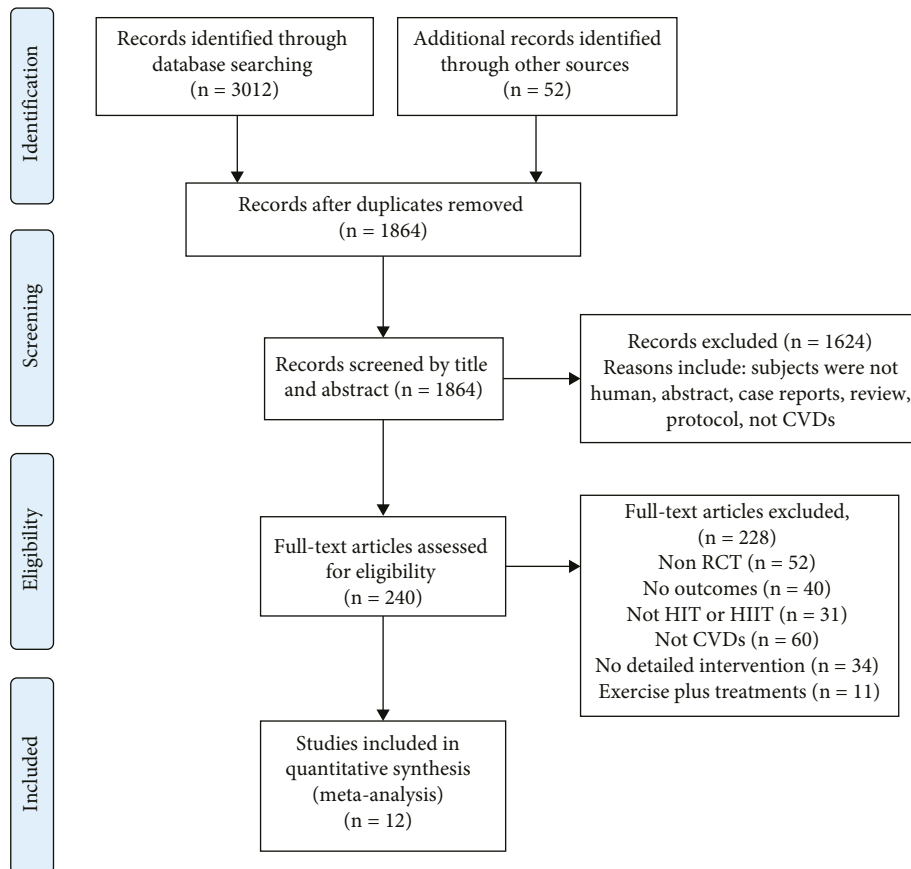 Identification
Records identified through
database searching
(n = 3012)
Additional records identified
through other sources
(n = 52)
Records after duplicates removed
(n = 1864)
Screening
Records screened by title
and abstract (n = 1864)
Records excluded (n = 1624)
Reasons include: subjects were not
human, abstract, case reports, review,
protocol, not CVDs
Eligibility
Full-text articles assessed
for eligibility
(n = 240)
Full-text articles excluded,
(n = 228)
Non RCT (n = 52)
No outcomes (n = 40)
Not HIT or HIIT (n = 31)
Not CVDs (n = 60)
No detailed intervention (n = 34)
Exercise plus treatments (n = 11)
Included
Studies included in
quantitative synthesis
(meta-analysis)
n = 12)